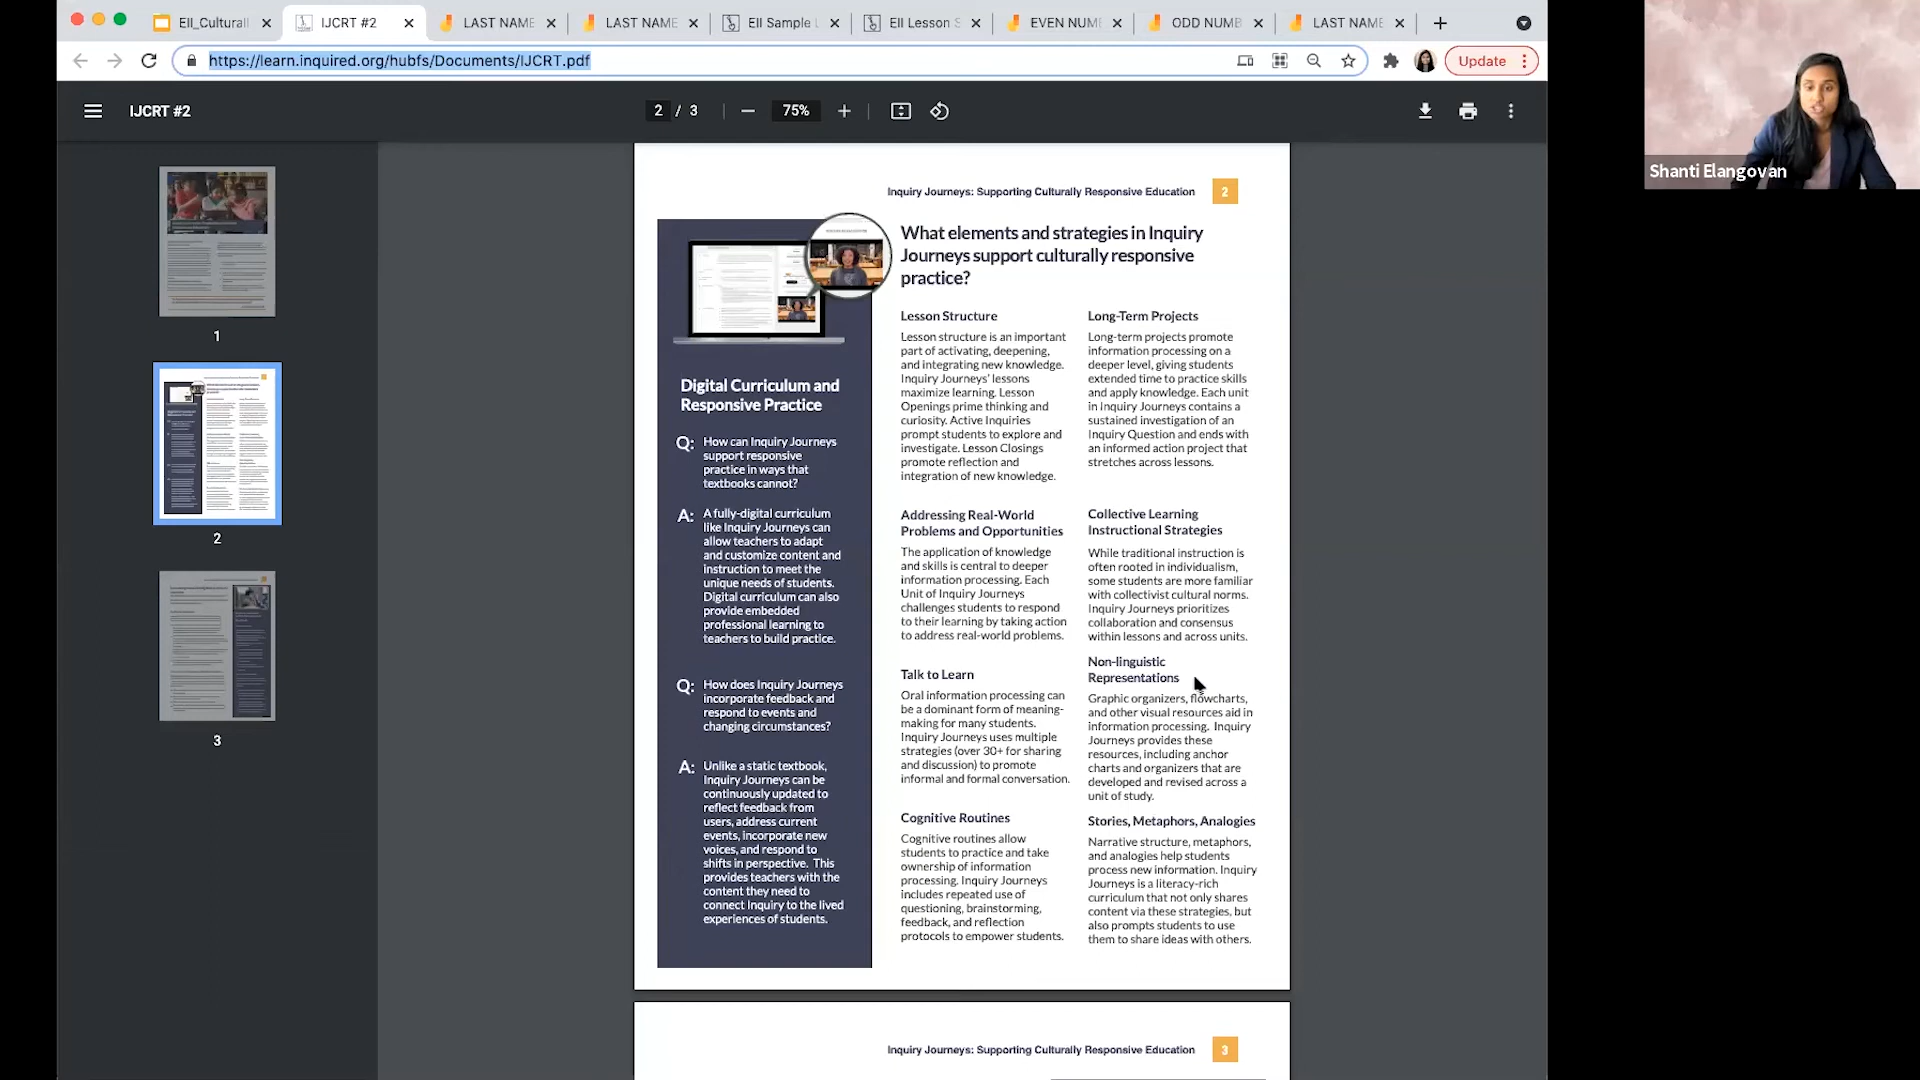 EII_Culturall
IJCRT #2
LAST NAME
LAST NAME
EII Sample L
EII Lesson S
EVEN NUM
ODD NUMB
LAST NAME
https://learn.inquired.org/hubfs/Documents/IJCRT.pdf
Update
IJCRT #2
2 / 3
75%
1
2
3
Inquiry Journeys: Supporting Culturally Responsive Education
2
Digital Curriculum and
Responsive Practice
Q: How can Inquiry Journeys
support responsive
practice in ways that
textbooks cannot?
A: A fully-digital curriculum
like Inquiry Journeys can
allow teachers to adapt
and customize content and
instruction to meet the
unique needs of students.
Digital curriculum can also
provide embedded
professional learning to
teachers to build practice.
Q: How does Inquiry Journeys
incorporate feedback and
respond to events and
changing circumstances?
A: Unlike a static textbook,
Inquiry Journeys can be
continuously updated to
reflect feedback from
users, address current
events, incorporate new
voices, and respond to
shifts in perspective. This
provides teachers with the
content they need to
connect Inquiry to the lived
experiences of students.
What elements and strategies in Inquiry
Journeys support culturally responsive
practice?
Lesson Structure
Lesson structure is an important
part of activating, deepening,
and integrating new knowledge.
Inquiry Journeys' lessons
maximize learning. Lesson
Openings prime thinking and
curiosity. Active Inquiries
prompt students to explore and
investigate. Lesson Closings
promote reflection and
integration of new knowledge.
Addressing Real-World
Problems and Opportunities
The application of knowledge
and skills is central to deeper
information processing. Each
Unit of Inquiry Journeys
challenges students to respond
to their learning by taking action
to address real-world problems.
Talk to Learn
Oral information processing can
be a dominant form of meaning-
making for many students.
Inquiry Journeys uses multiple
strategies (over 30+ for sharing
and discussion) to promote
informal and formal conversation.
Cognitive Routines
Cognitive routines allow
students to practice and take
ownership of information
processing. Inquiry Journeys
includes repeated use of
questioning, brainstorming,
feedback, and reflection
protocols to empower students.
Long-Term Projects
Long-term projects promote
information processing on a
deeper level, giving students
extended time to practice skills
and apply knowledge. Each unit
in Inquiry Journeys contains a
sustained investigation of an
Inquiry Question and ends with
an informed action project that
stretches across lessons.
Collective Learning
Instructional Strategies
While traditional instruction is
often rooted in individualism,
some students are more familiar
with collectivist cultural norms.
Inquiry Journeys prioritizes
collaboration and consensus
within lessons and across units.
Non-linguistic
Representations
Graphic organizers, flowcharts,
and other visual resources aid in
information processing. Inquiry
Journeys provides these
resources, including anchor
charts and organizers that are
developed and revised across a
unit of study.
Stories, Metaphors, Analogies
Narrative structure, metaphors,
and analogies help students
process new information. Inquiry
Journeys is a literacy-rich
curriculum that not only shares
content via these strategies, but
also prompts students to use
them to share ideas with others.
Inquiry Journeys: Supporting Culturally Responsive Education
3
Shanti Elangovan